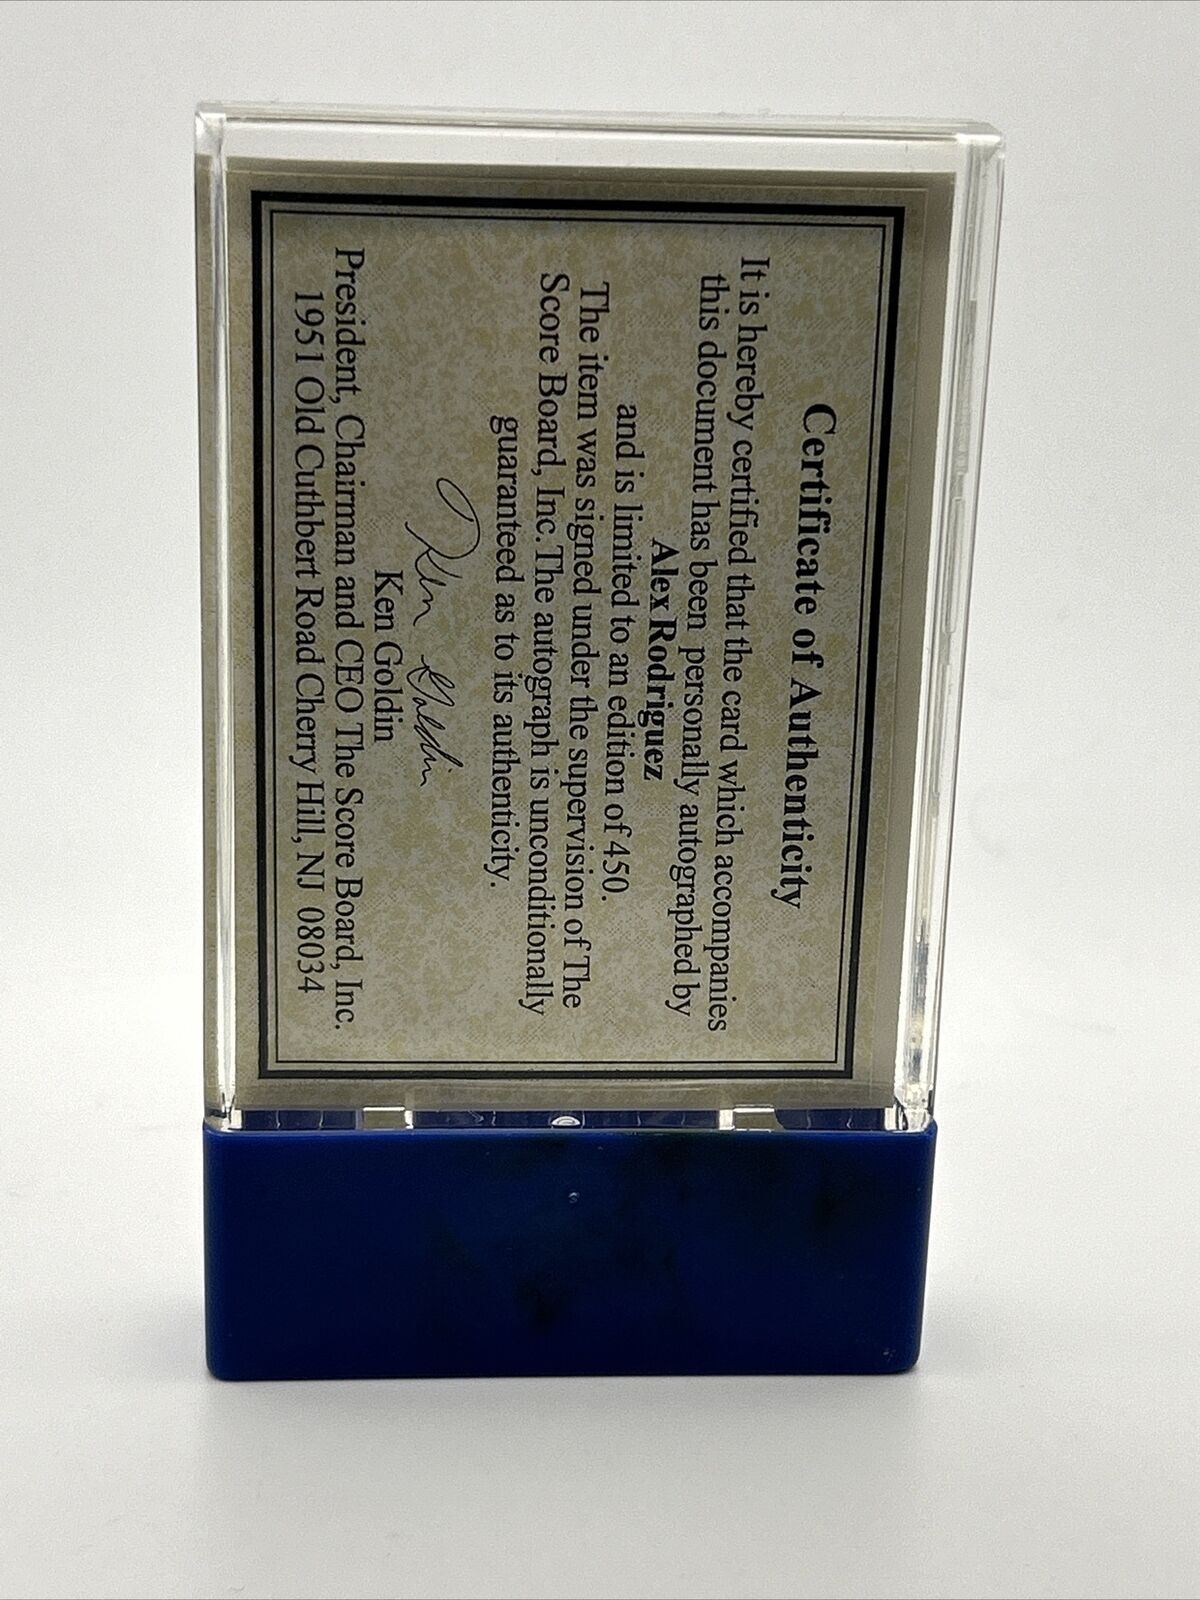 Certificate of Authenticity
It is hereby certified that the card which accompanies
this document has been personally autographed by
Alex Rodriguez
and is limited to an edition of 450.
The item was signed under the supervision of The
Score Board, Inc. The autograph is unconditionally
guaranteed as to its authenticity.
Ken Goldin
Ken Goldin
President, Chairman and CEO The Score Board, Inc.
1951 Old Cuthbert Road Cherry Hill, NJ 08034